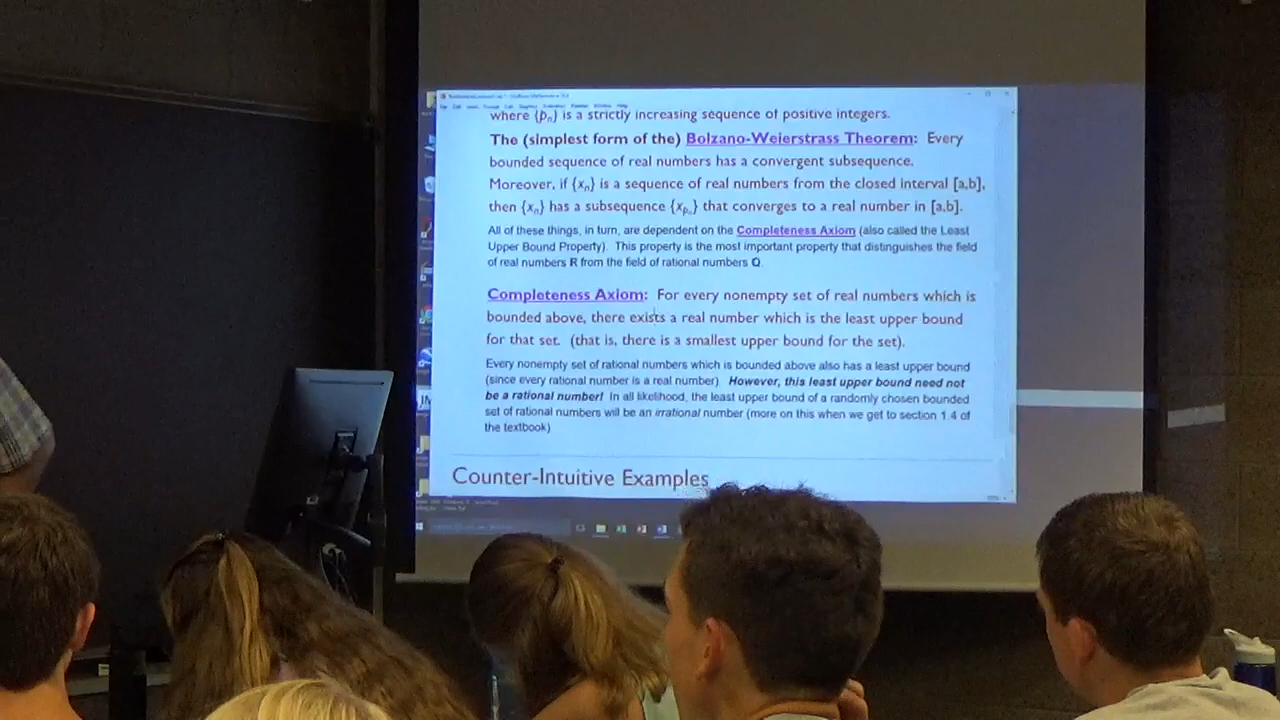 where {pn} is a strictly increasing sequence of positive integers.
The (simplest form of the) Bolzano-Weierstrass Theorem: Every
bounded sequence of real numbers has a convergent subsequence.
Moreover, if {xn} is a sequence of real numbers from the closed interval [a,b],
then {xn} has a subsequence {xpn} that converges to a real number in [a,b].
All of these things, in turn, are dependent on the Completeness Axiom (also called the Least
Upper Bound Property). This property is the most important property that distinguishes the field
of real numbers R from the field of rational numbers Q.
Completeness Axiom: For every nonempty set of real numbers which is
bounded above, there exists a real number which is the least upper bound
for that set. (that is, there is a smallest upper bound for the set).
Every nonempty set of rational numbers which is bounded above also has a least upper bound
(since every rational number is a real number). However, this least upper bound need not
be a rational number! In all likelihood, the least upper bound of a randomly chosen bounded
set of rational numbers will be an irrational number (more on this when we get to section 1.4 of
the textbook)
Counter-Intuitive Examples